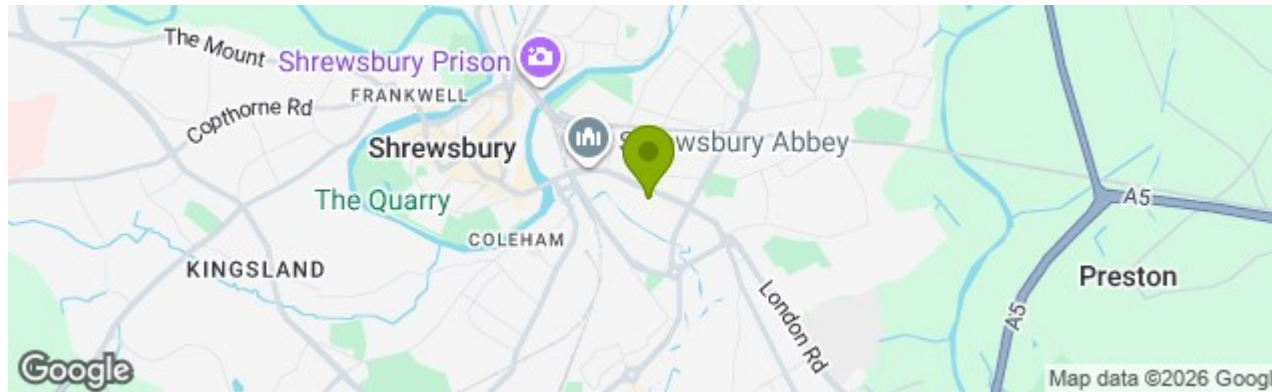 The Mount
Shrewsbury Prison
FRANKWELL
Copthorne Rd
Shrewsbury
wsbury Abbey
The Quarry
A5
COLEHAM
KINGSLAND
Preston
London Rd
A5
Google
Map data ©2026 Googl